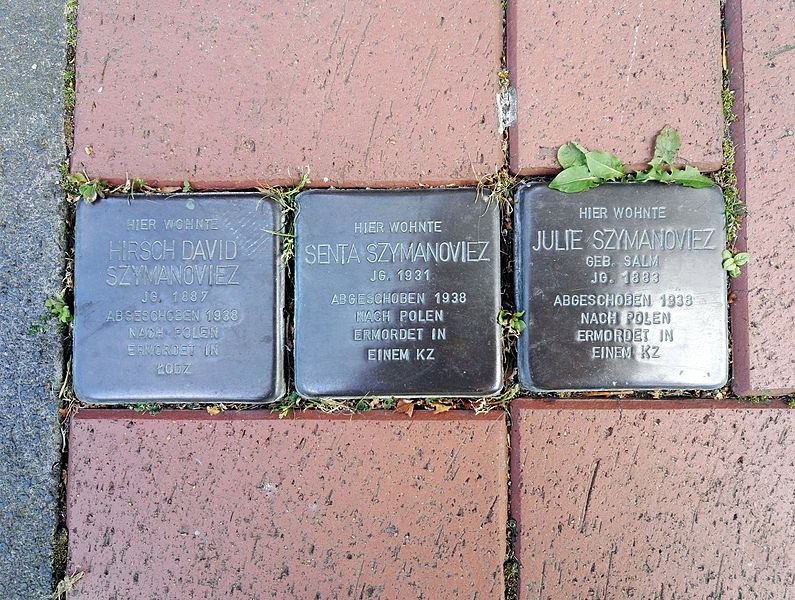 HIER WOHNTE
HIRSCH DAVID
SZYMANOVIEZ
JG. 1887
ABGESCHOBEN 1938
NACH POLEN
ERMORDET IN
ŁODZ
HIER WOHNTE
SENTA SZYMANOVIEZ
JG. 1931
ABGESCHOBEN 1938
NACH POLEN
ERMORDET IN
EINEM KZ
HIER WOHNTE
JULIE SZYMANOVIEZ
GEB. SALM
JG. 1883
ABGESCHOBEN 1938
NACH POLEN
ERMORDET IN
EINEM KZ